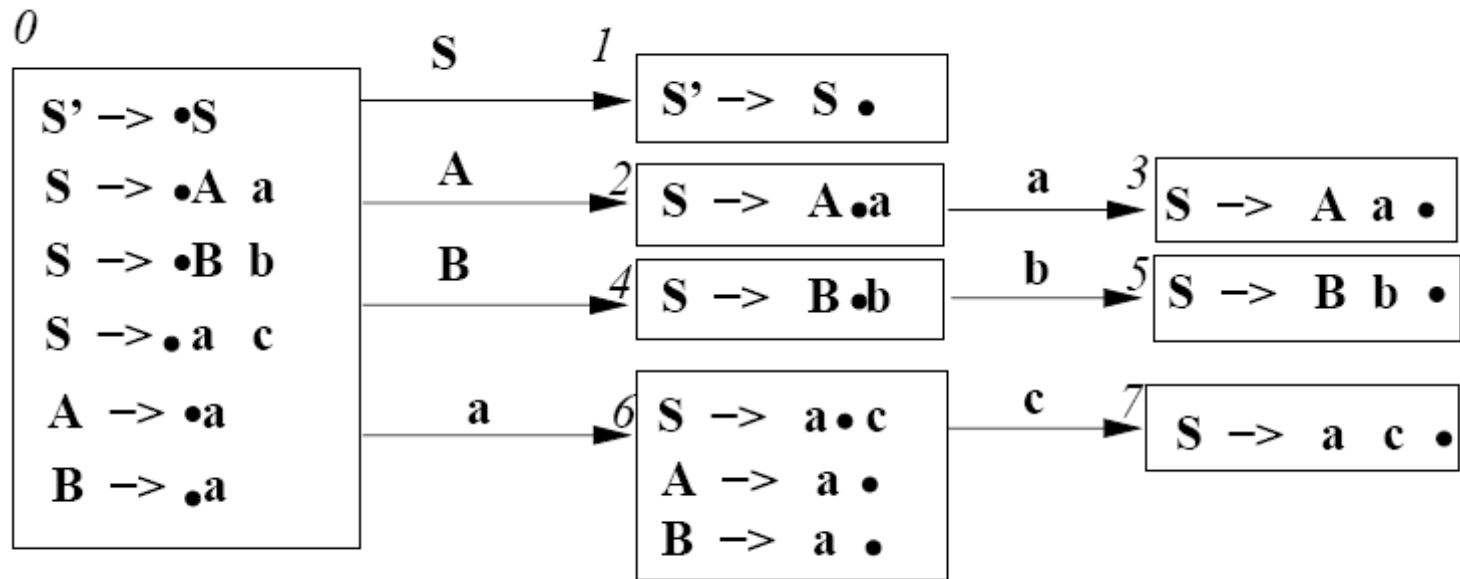 0
S' –> •S
S –> •A a
S –> •B b
S –> • a c
A –> •a
B –> •a
S
A
B
a
1
S' –> S •
2
S –> A •a
4
S –> B •b
6
S –> a • c
A –> a •
B –> a •
a
b
c
3
S –> A a •
5
S –> B b •
7
S –> a c •